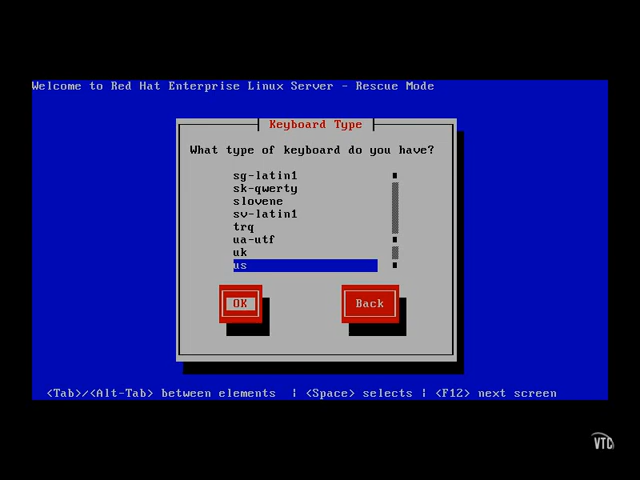 Welcome to Red Hat Enterprise Linux Server - Rescue Mode
Keyboard Type
What type of keyboard do you have?
sg-latin1
sk-qwerty
slovene
sv-latin1
trq
ua-utf
uk
us
OK Back
<Tab>/<Alt-Tab> between elements | <Space> selects | <F12> next screen
VTC